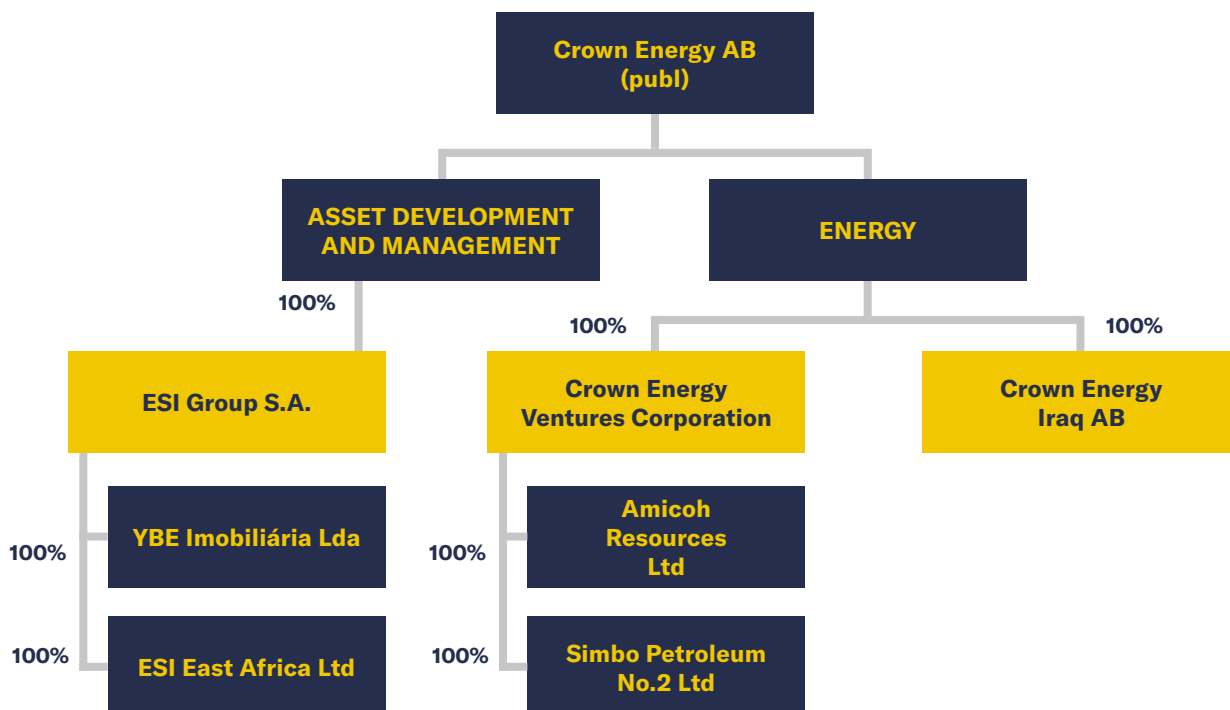 Crown Energy AB
(publ)
ASSET DEVELOPMENT
AND MANAGEMENT
ENERGY
100%
100%
100%
ESI Group S.A.
Crown Energy
Ventures Corporation
Crown Energy
Iraq AB
100%
YBE Imobiliária Lda
100%
Amicoh
Resources
Ltd
100%
ESI East Africa Ltd
100%
Simbo Petroleum
No.2 Ltd